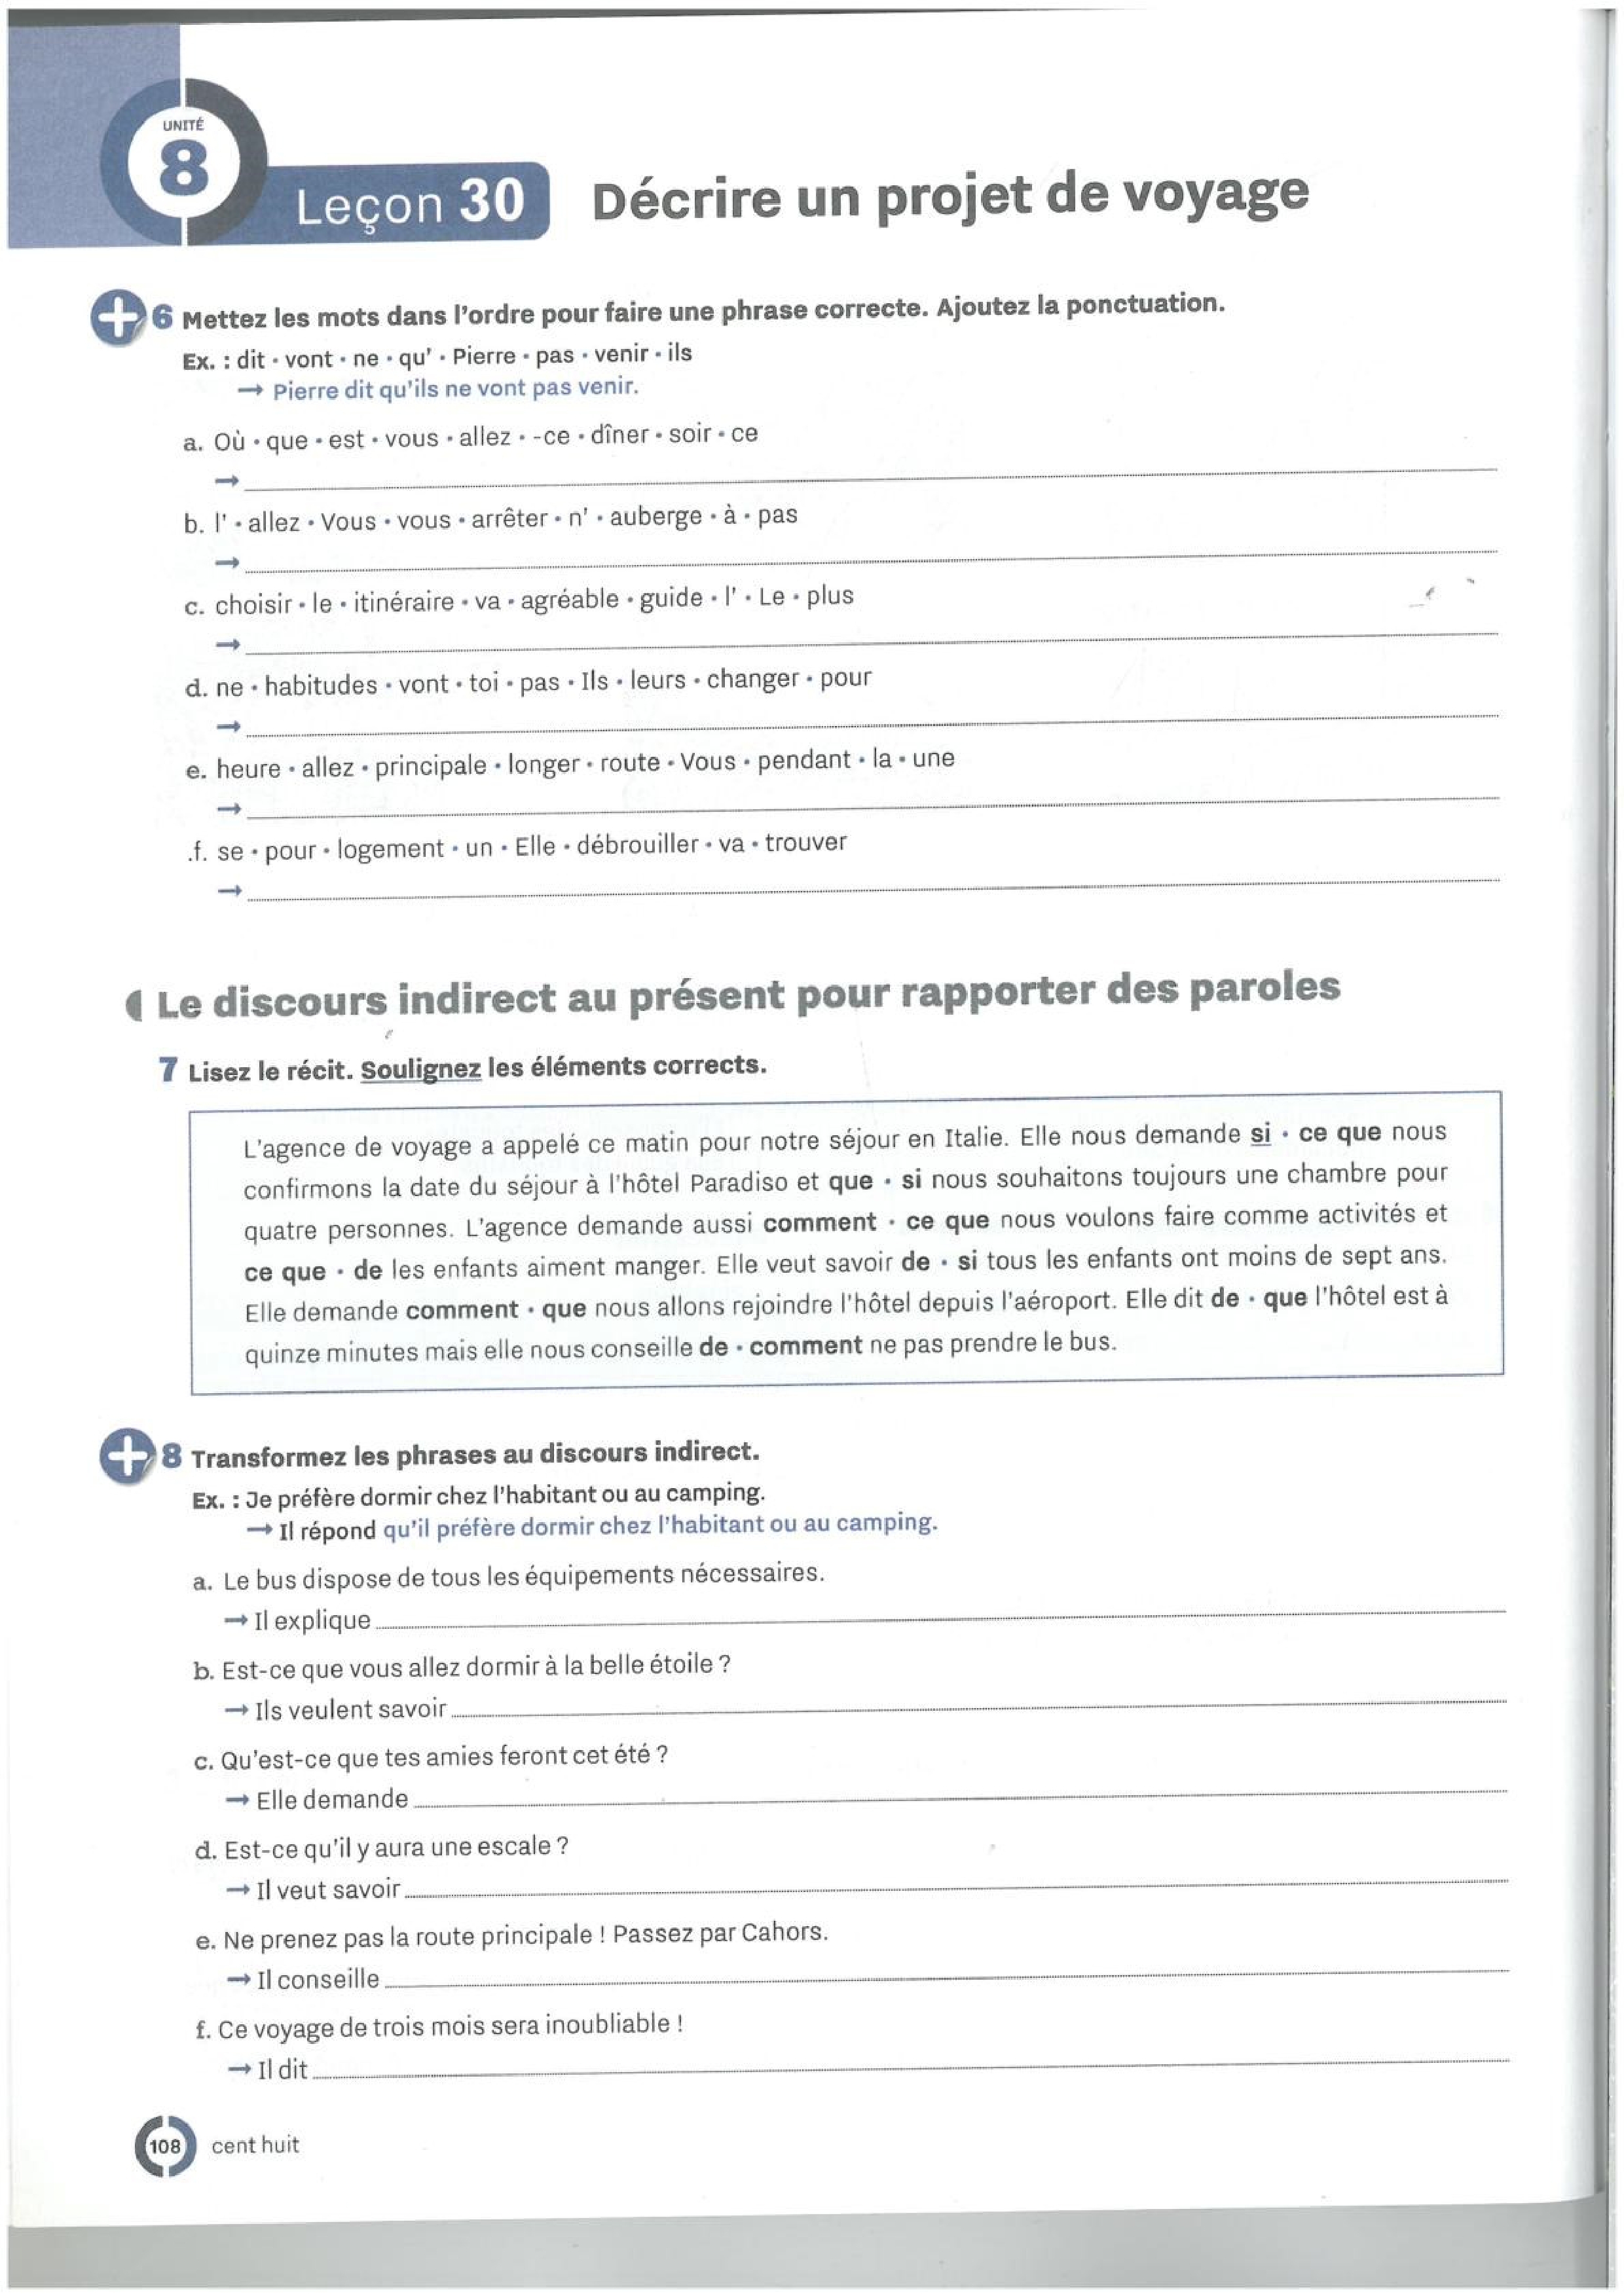 UNITÉ
8
Leçon 30
Décrire un projet de voyage
6 Mettez les mots dans l'ordre pour faire une phrase correcte. Ajoutez la ponctuation.
Ex. : dit • vont • ne • qu' • Pierre • pas • venir • ils
→ Pierre dit qu'ils ne vont pas venir.
a. Où • que • est • vous • allez • -ce • dîner • soir • ce
→
b. l' • allez • Vous • vous • arrêter • n' • auberge • à • pas
→
c. choisir • le • itinéraire • va • agréable • guide • l' • Le • plus
→
d. ne • habitudes • vont • toi • pas • Ils • leurs • changer • pour
→
e. heure • allez • principale • longer • route • Vous • pendant • la • une
→
.f. se • pour • logement • un • Elle • débrouiller • va • trouver
→
Le discours indirect au présent pour rapporter des paroles
7 Lisez le récit. Soulignez les éléments corrects.
L'agence de voyage a appelé ce matin pour notre séjour en Italie. Elle nous demande si • ce que nous
confirmons la date du séjour à l'hôtel Paradiso et que • si nous souhaitons toujours une chambre pour
quatre personnes. L'agence demande aussi comment • ce que nous voulons faire comme activités et
ce que • de les enfants aiment manger. Elle veut savoir de • si tous les enfants ont moins de sept ans.
Elle demande comment • que nous allons rejoindre l'hôtel depuis l'aéroport. Elle dit de • que l'hôtel est à
quinze minutes mais elle nous conseille de • comment ne pas prendre le bus.
8 Transformez les phrases au discours indirect.
Ex. : Je préfère dormir chez l'habitant ou au camping.
→ Il répond qu'il préfère dormir chez l'habitant ou au camping.
a. Le bus dispose de tous les équipements nécessaires.
→ Il explique
b. Est-ce que vous allez dormir à la belle étoile ?
→ Ils veulent savoir
c. Qu'est-ce que tes amies feront cet été ?
→ Elle demande
d. Est-ce qu'il y aura une escale ?
→ Il veut savoir
e. Ne prenez pas la route principale ! Passez par Cahors.
→ Il conseille
f. Ce voyage de trois mois sera inoubliable !
→ Il dit
108 cent huit